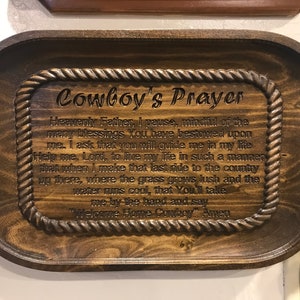 Cowboy's Prayer
Heavenly Father, I pause, mindful of the
many blessings You have bestowed upon
me. I ask that you will guide me in my life
Help me, Lord, to live my life in such a manner
that when I make that last ride to the country
up there, where the grass grows lush and the
water runs cool, that You'll take
me by the hand and say
"Welcome Home Cowboy" Amen